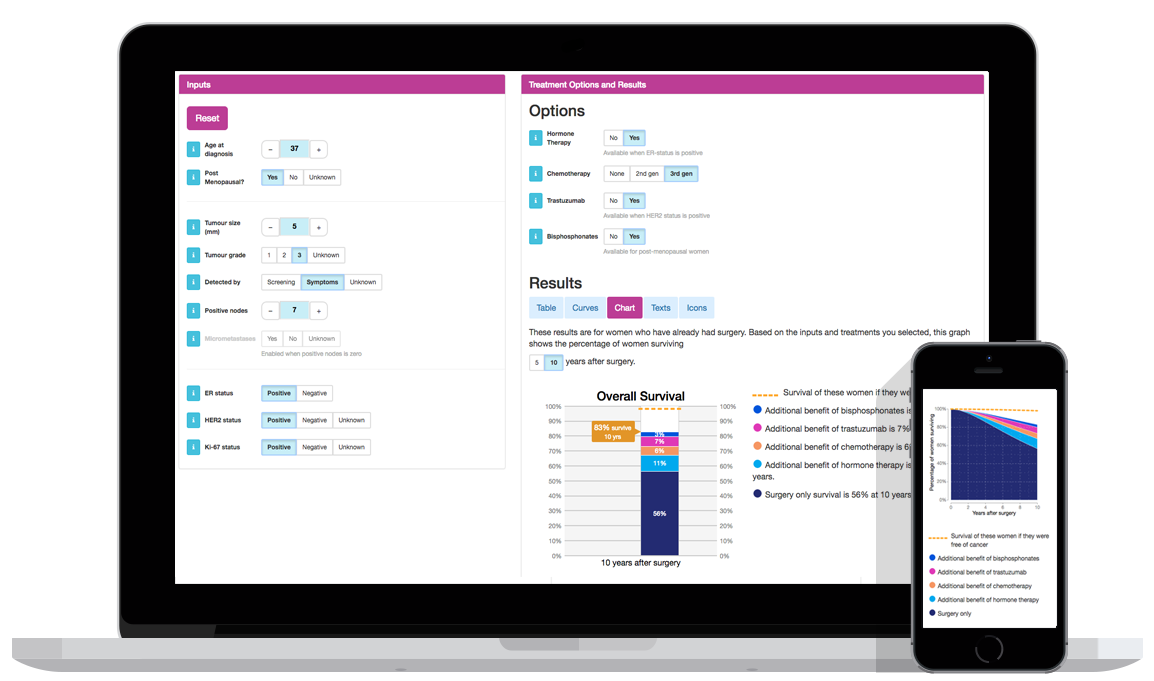 Inputs
Reset
Age at
diagnosis
– 37 +
Post
Menopausal?
Yes No Unknown
Tumour size
(mm)
– 5 +
Tumour grade
1 2 3 Unknown
Detected by
Screening Symptoms Unknown
Positive nodes
– 7 +
Micrometastases
Yes No Unknown
Enabled when positive nodes is zero
ER status
Positive Negative
HER2 status
Positive Negative Unknown
Ki-67 status
Positive Negative Unknown
Treatment Options and Results
Options
Hormone
Therapy
No Yes
Available when ER-status is positive
Chemotherapy
None 2nd gen 3rd gen
Trastuzumab
No Yes
Available when HER2 status is positive
Bisphosphonates
No Yes
Available for post-menopausal women
Results
Table Curves Chart Texts Icons
These results are for women who have already had surgery. Based on the inputs and treatments you selected, this graph
shows the percentage of women surviving
5 10 years after surgery.
Overall Survival
100% 100%
90% 90%
80% 80%
70% 70%
60% 60%
50% 50%
40% 40%
30% 30%
20% 20%
10% 10%
0% 0%
83% survive
10 yrs
3%
7%
6%
11%
56%
10 years after surgery
Survival of these women if they we
Additional benefit of bisphosphonates is
Additional benefit of trastuzumab is 7%
Additional benefit of chemotherapy is 6
Additional benefit of hormone therapy is
years.
Surgery only survival is 56% at 10 years
Percentage of women surviving
100%
80%
60%
40%
20%
0%
0 2 4 6 8 10
Years after surgery
Survival of these women if they were
free of cancer
Additional benefit of bisphosphonates
Additional benefit of trastuzumab
Additional benefit of chemotherapy
Additional benefit of hormone therapy
Surgery only